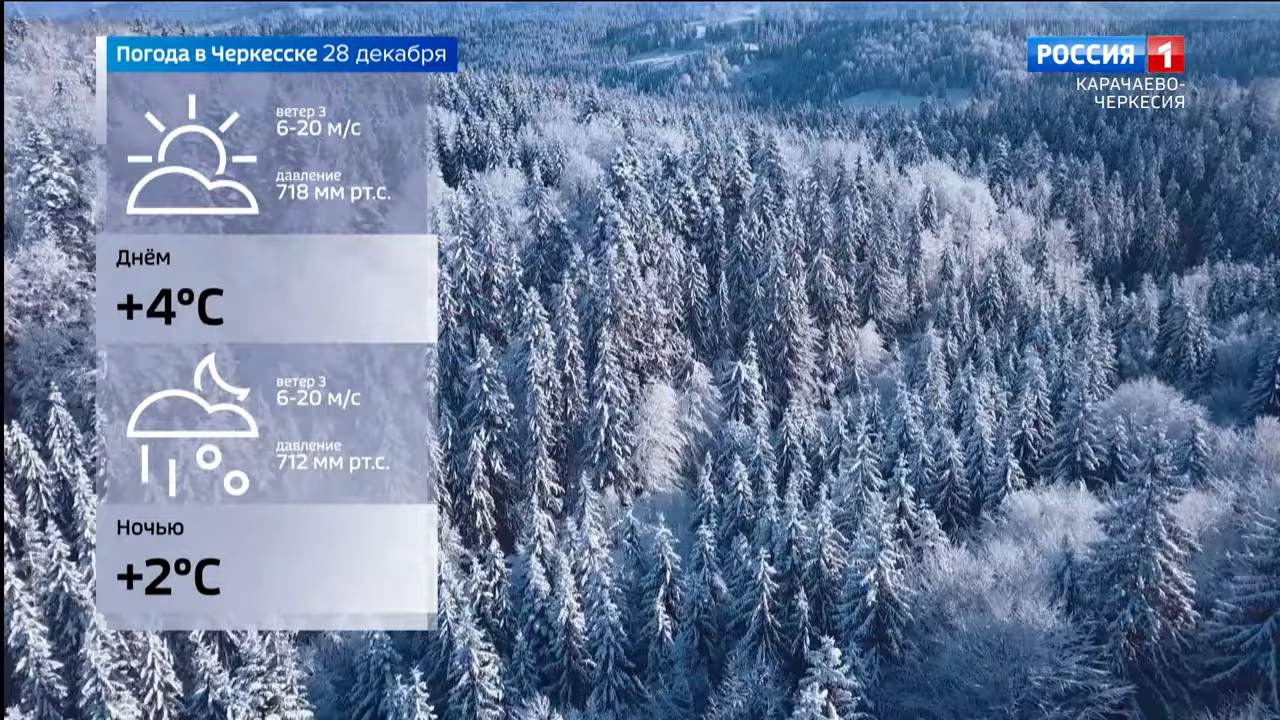 Погода в Черкесске 28 декабря
РОССИЯ 1
КАРАЧАЕВО-
ЧЕРКЕСИЯ
ветер З
6-20 м/с
давление
718 мм рт.с.
Днём
+4°C
ветер З
6-20 м/с
давление
712 мм рт.с.
Ночью
+2°C